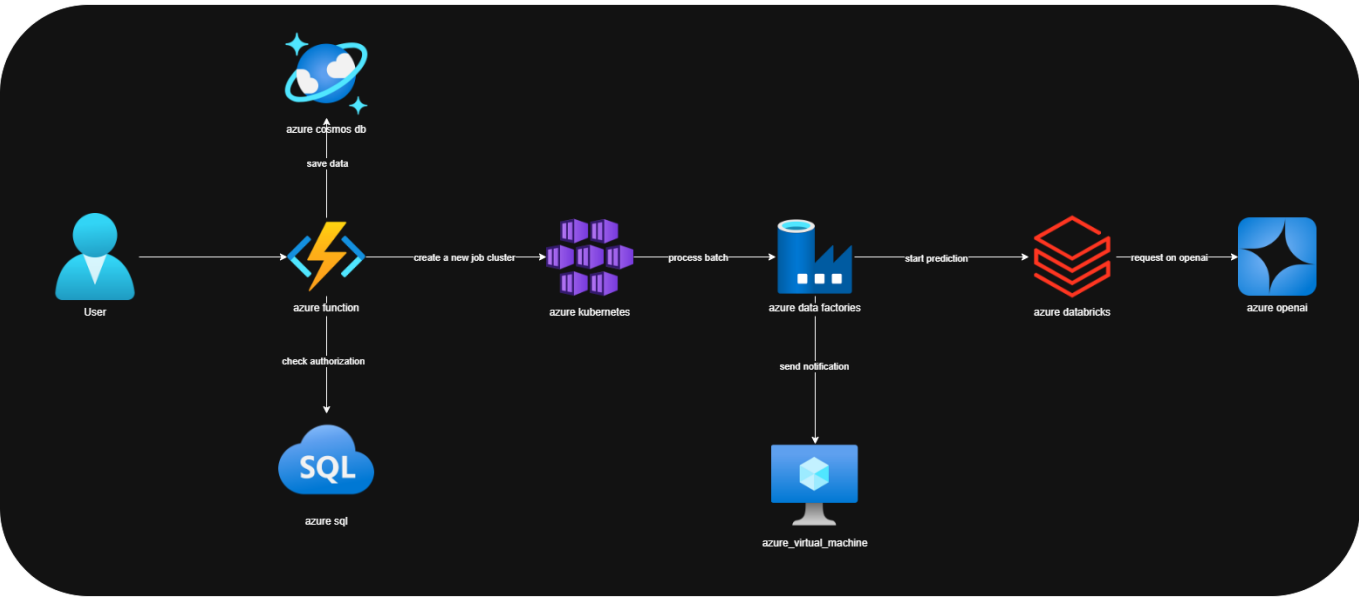 azure cosmos db
save data
User
azure function
create a new job cluster
azure kubernetes
process batch
azure data factories
start prediction
azure databricks
request on openai
azure openai
check authorization
SQL
azure sql
send notification
azure_virtual_machine